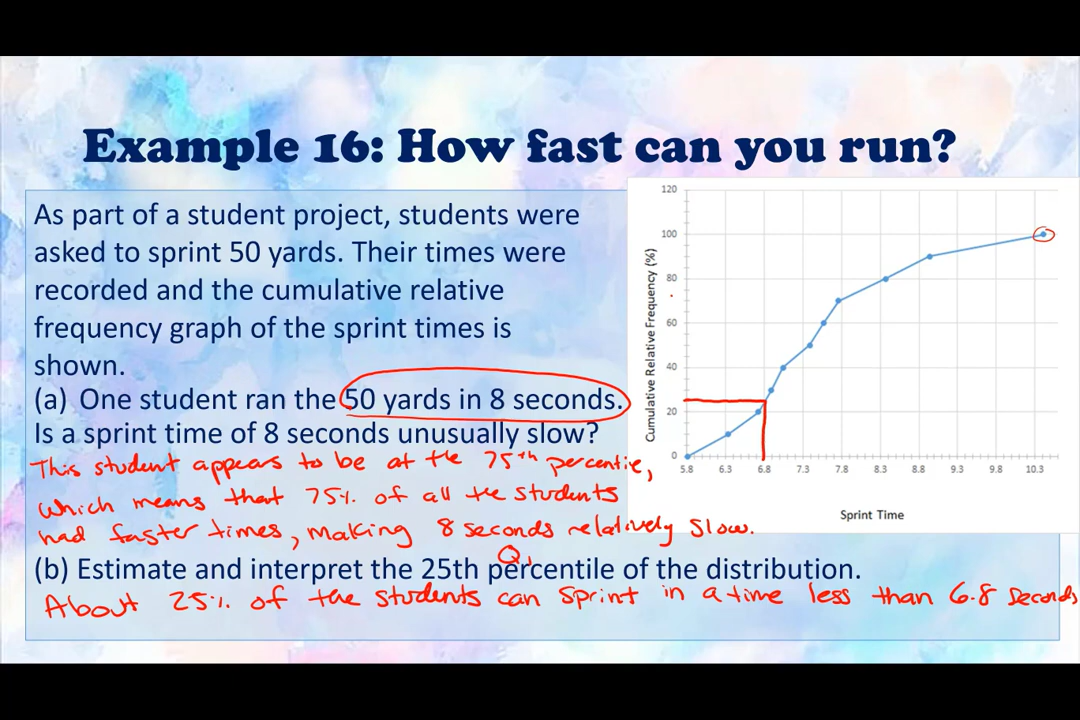 Example 16: How fast can you run?
As part of a student project, students were
asked to sprint 50 yards. Their times were
recorded and the cumulative relative
frequency graph of the sprint times is
shown.
(a) One student ran the 50 yards in 8 seconds.
Is a sprint time of 8 seconds unusually slow?
This student appears to be at the 75th percentile,
which means that 75% of all the students
had faster times, making 8 seconds relatively slow.
Q1
(b) Estimate and interpret the 25th percentile of the distribution.
About 25% of the students can sprint in a time less than 6.8 seconds
Cumulative Relative Frequency (%)
120
100
80
60
40
20
0
5.8 6.3 6.8 7.3 7.8 8.3 8.8 9.3 9.8 10.3
Sprint Time